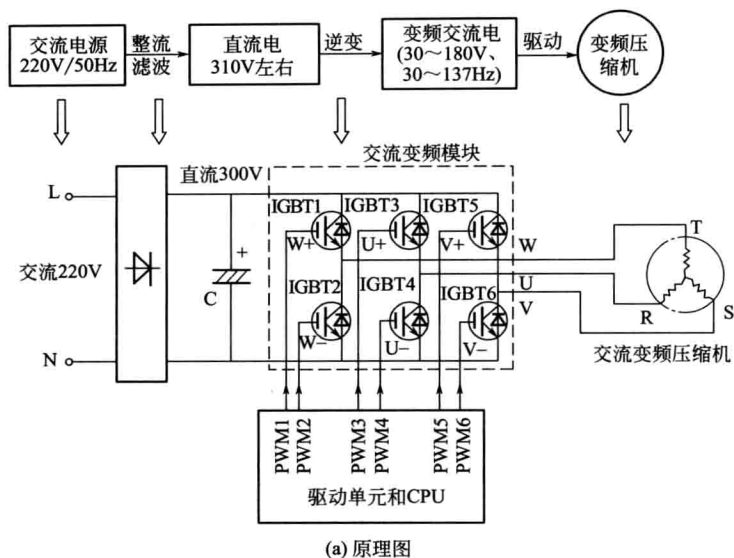 交流电源
220V/50Hz
整流
滤波
直流电
310V左右
逆变
变频交流电
(30～180V、
30～137Hz)
驱动
变频压
缩机
交流变频模块
直流300V
L
交流220V
N
+
C
IGBT1
IGBT3
IGBT5
W+
U+
V+
IGBT2
IGBT4
IGBT6
W−
U−
V−
W
U
V
T
R
S
交流变频压缩机
PWM1
PWM2
PWM3
PWM4
PWM5
PWM6
驱动单元和CPU
(a) 原理图